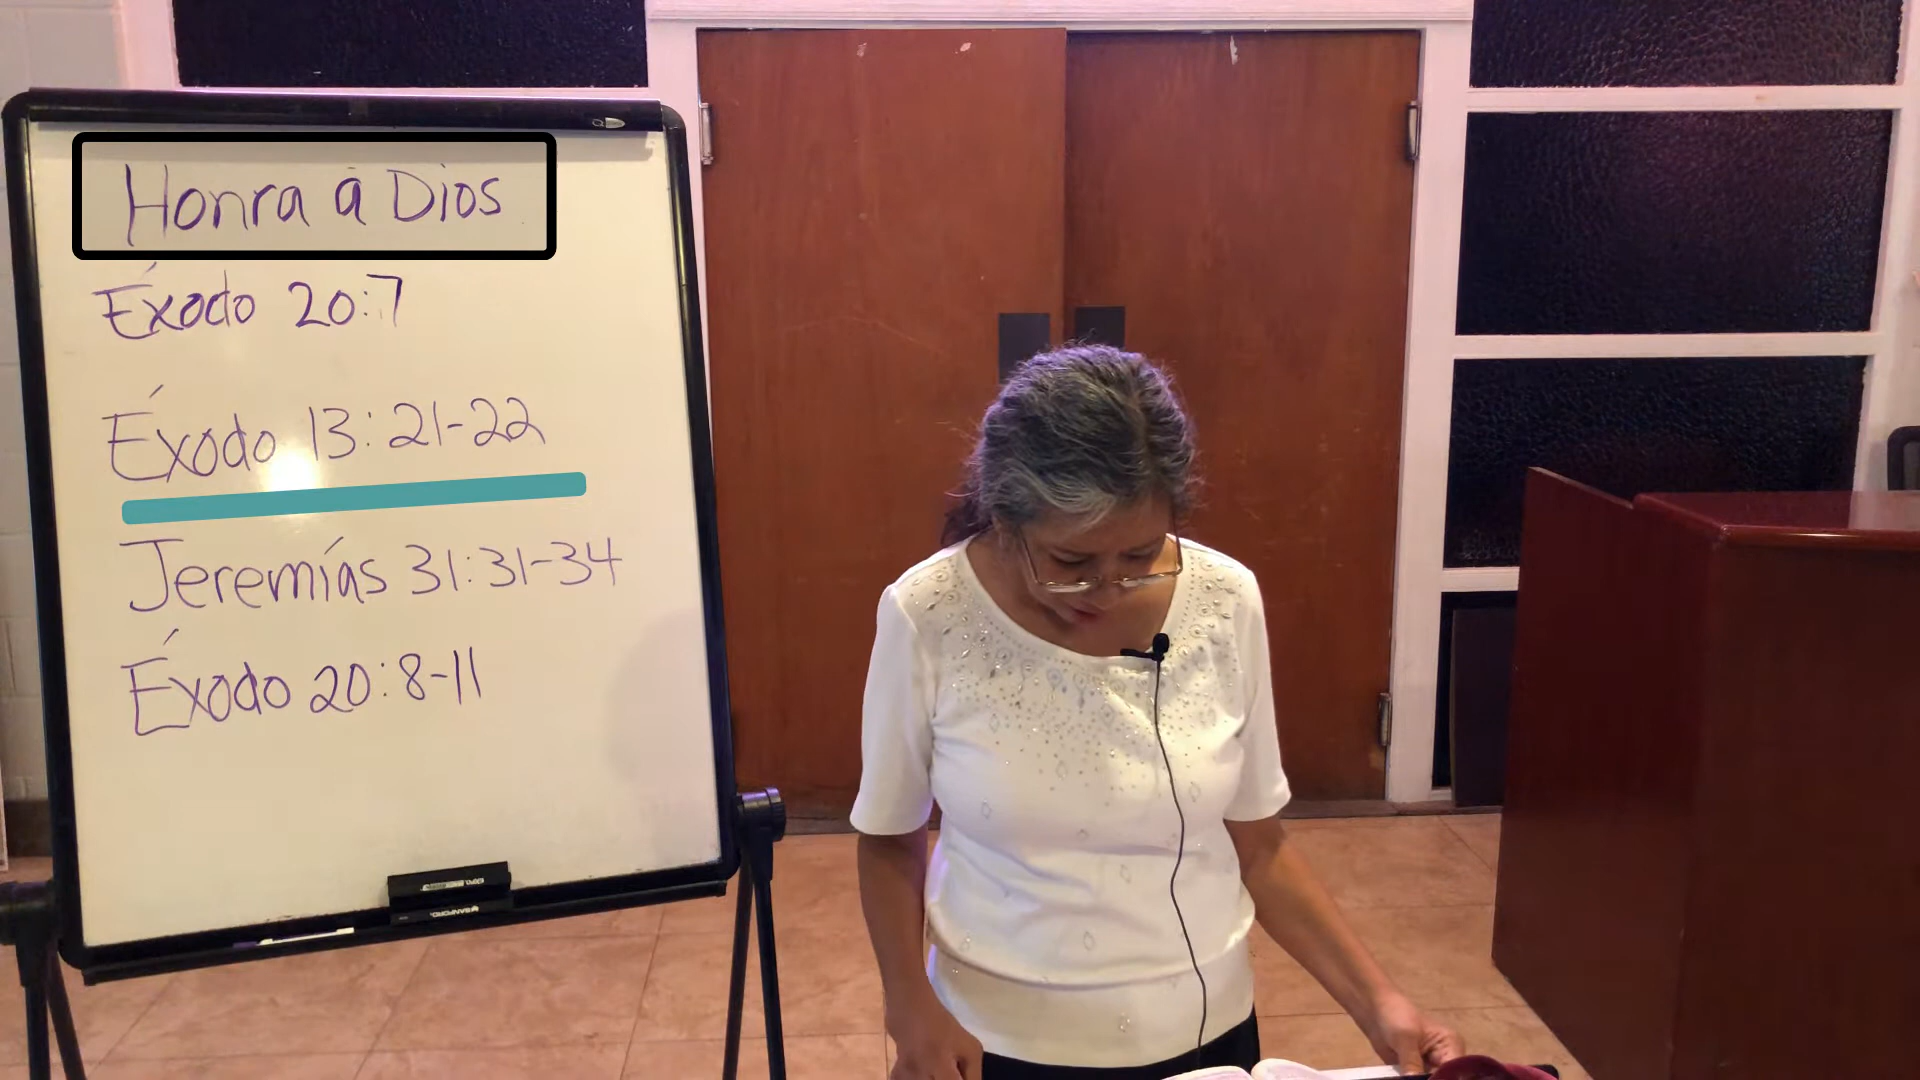 Honra a Dios
Éxodo 20:7
Éxodo 13:21-22
Jeremías 31:31-34
Éxodo 20:8-11